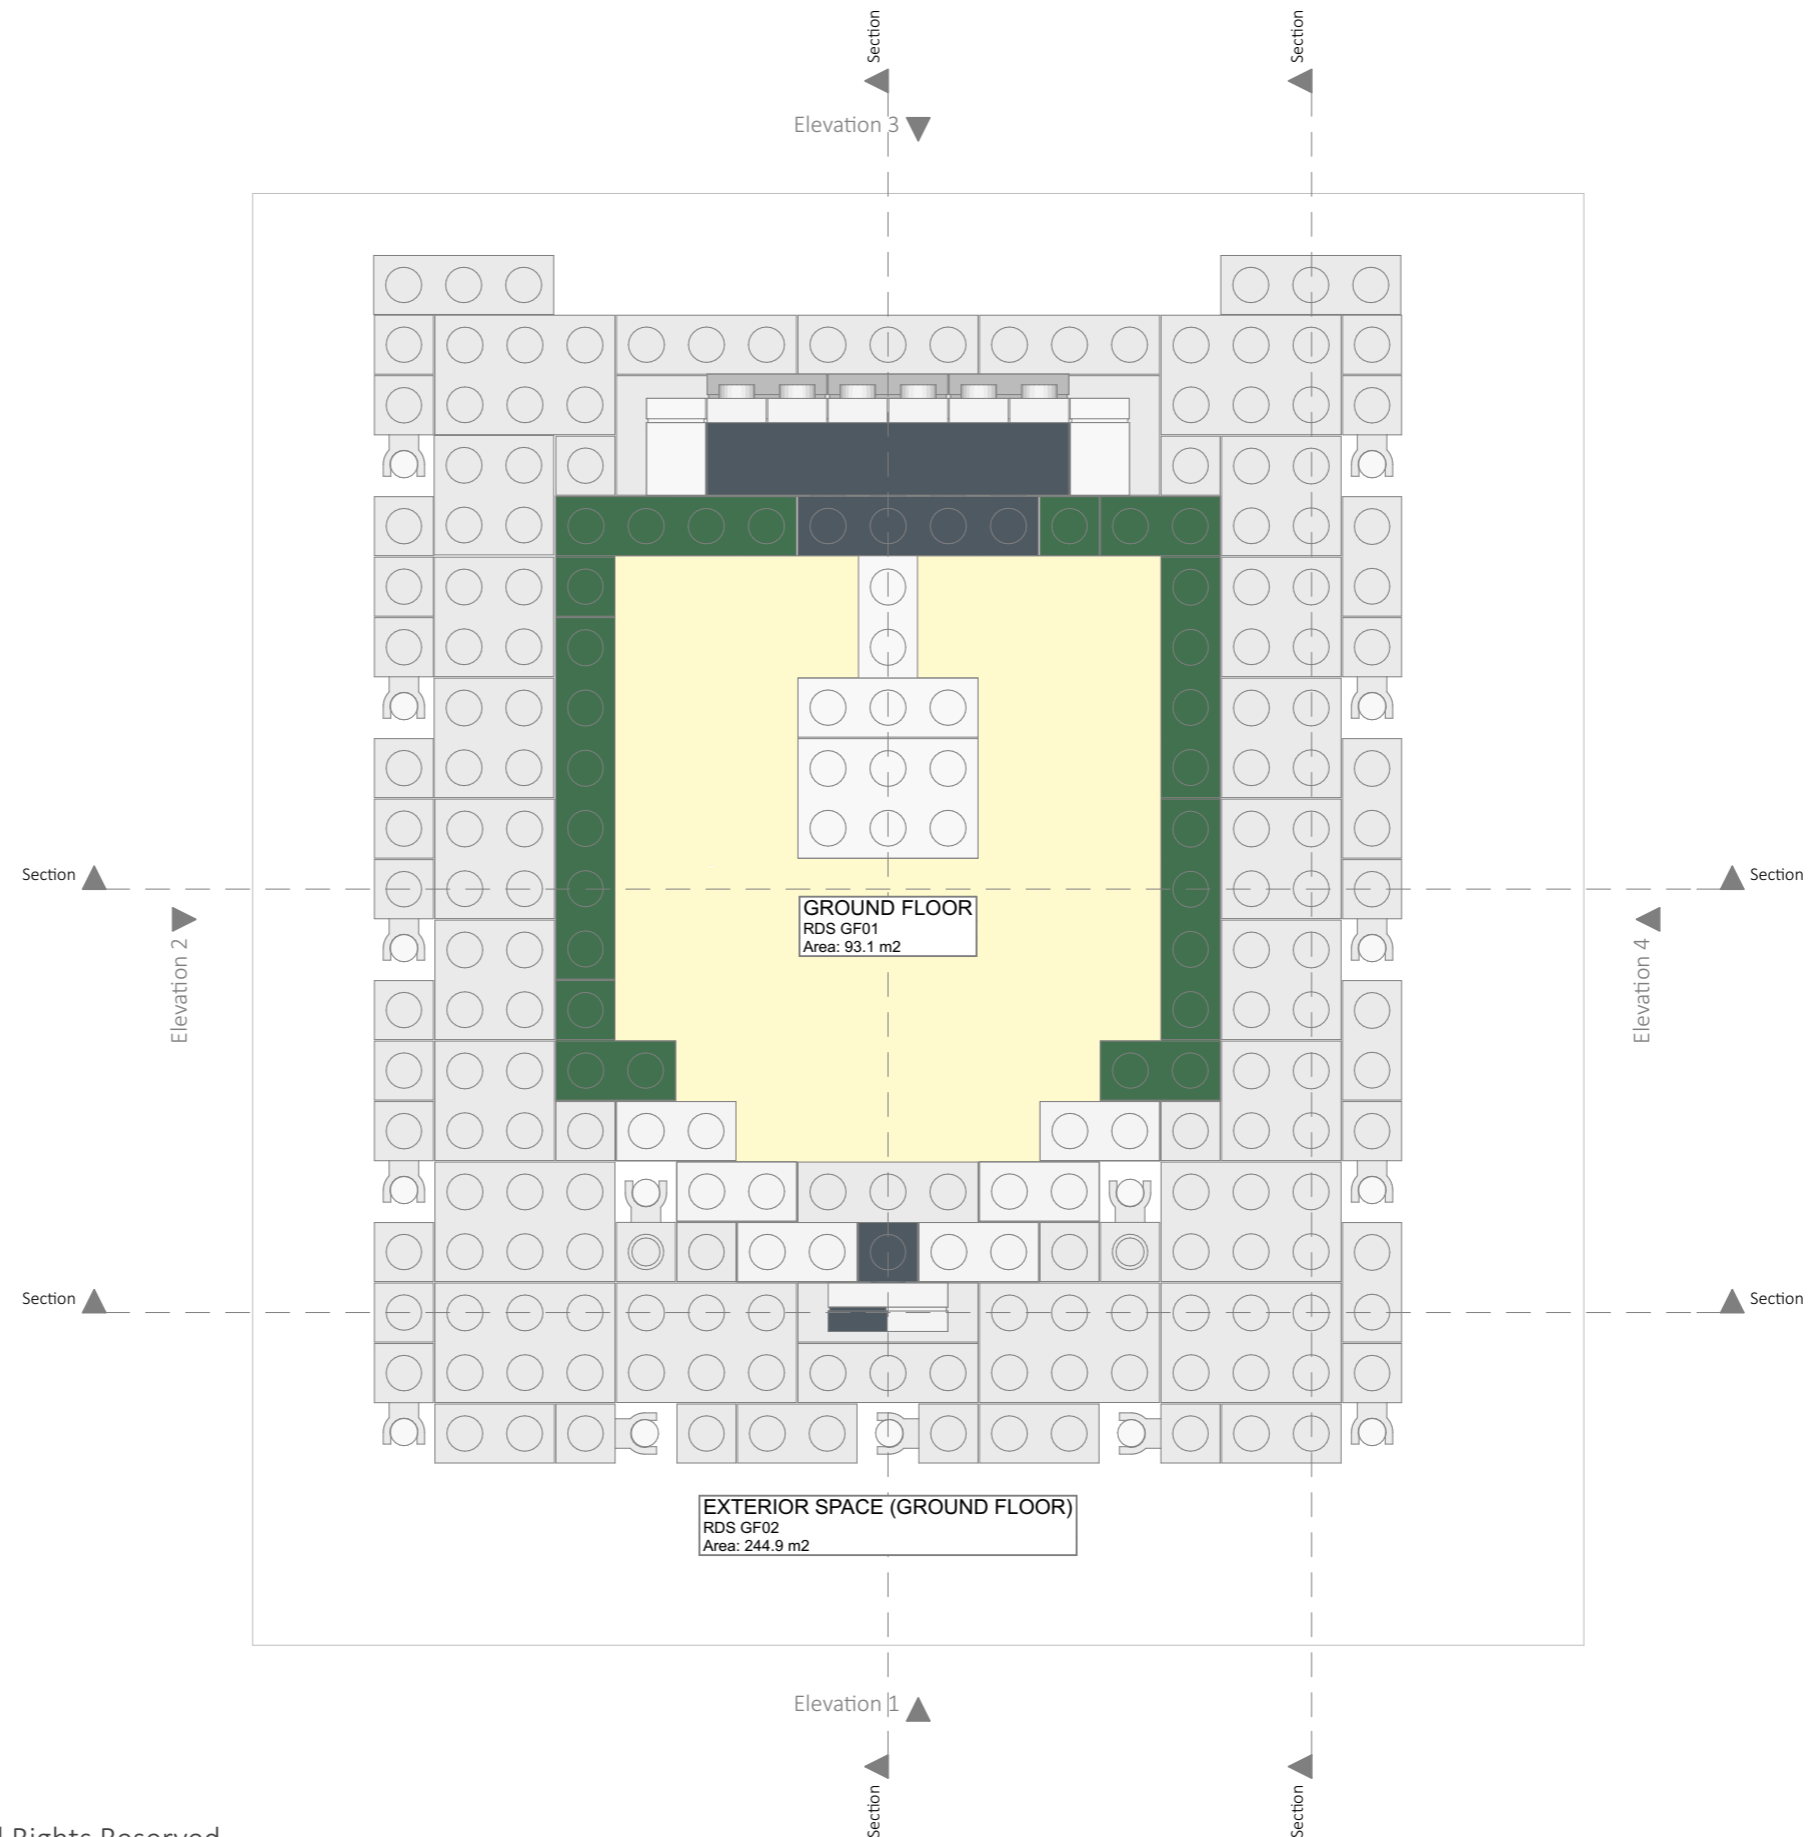 Section
Section
Elevation 3
Section
Section
GROUND FLOOR
RDS GF01
Area: 93.1 m2
Elevation 2
Elevation 4
Section
Section
EXTERIOR SPACE (GROUND FLOOR)
RDS GF02
Area: 244.9 m2
Elevation 1
Section
Section
Rights Reserved